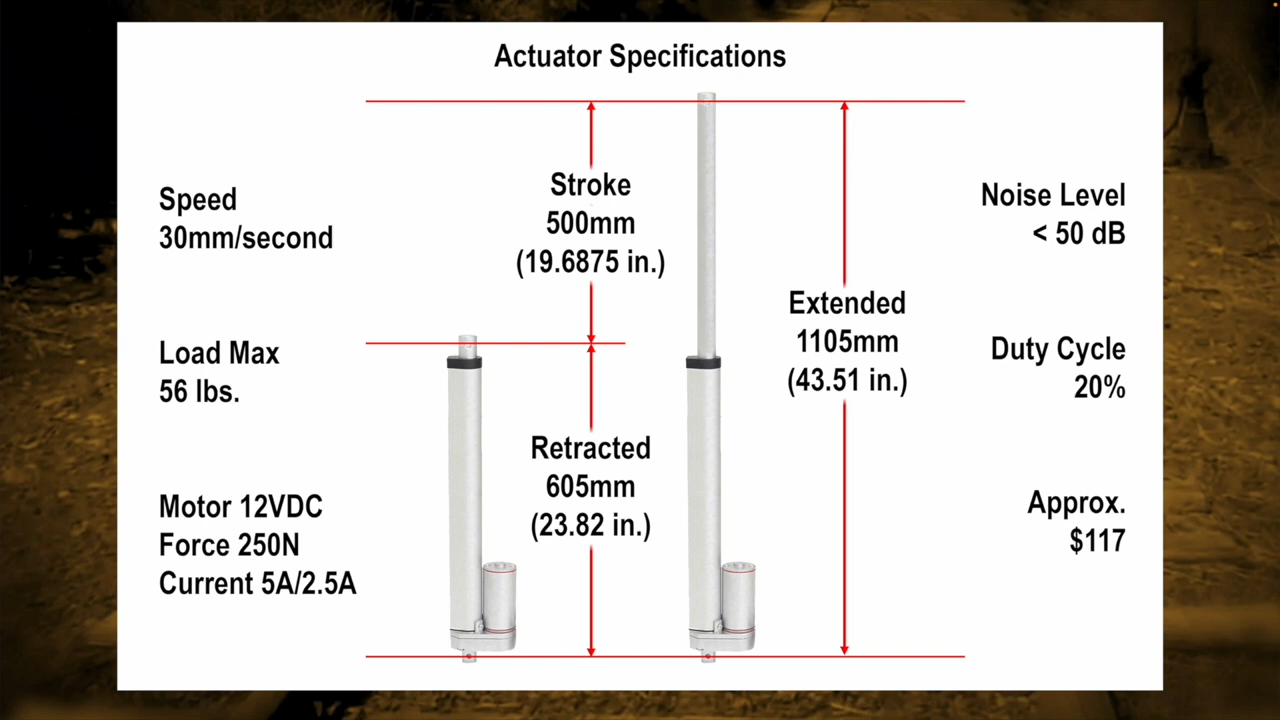 Actuator Specifications
Speed
30mm/second
Load Max
56 lbs.
Motor 12VDC
Force 250N
Current 5A/2.5A
Stroke
500mm
(19.6875 in.)
Retracted
605mm
(23.82 in.)
Extended
1105mm
(43.51 in.)
Noise Level
< 50 dB
Duty Cycle
20%
Approx.
$117